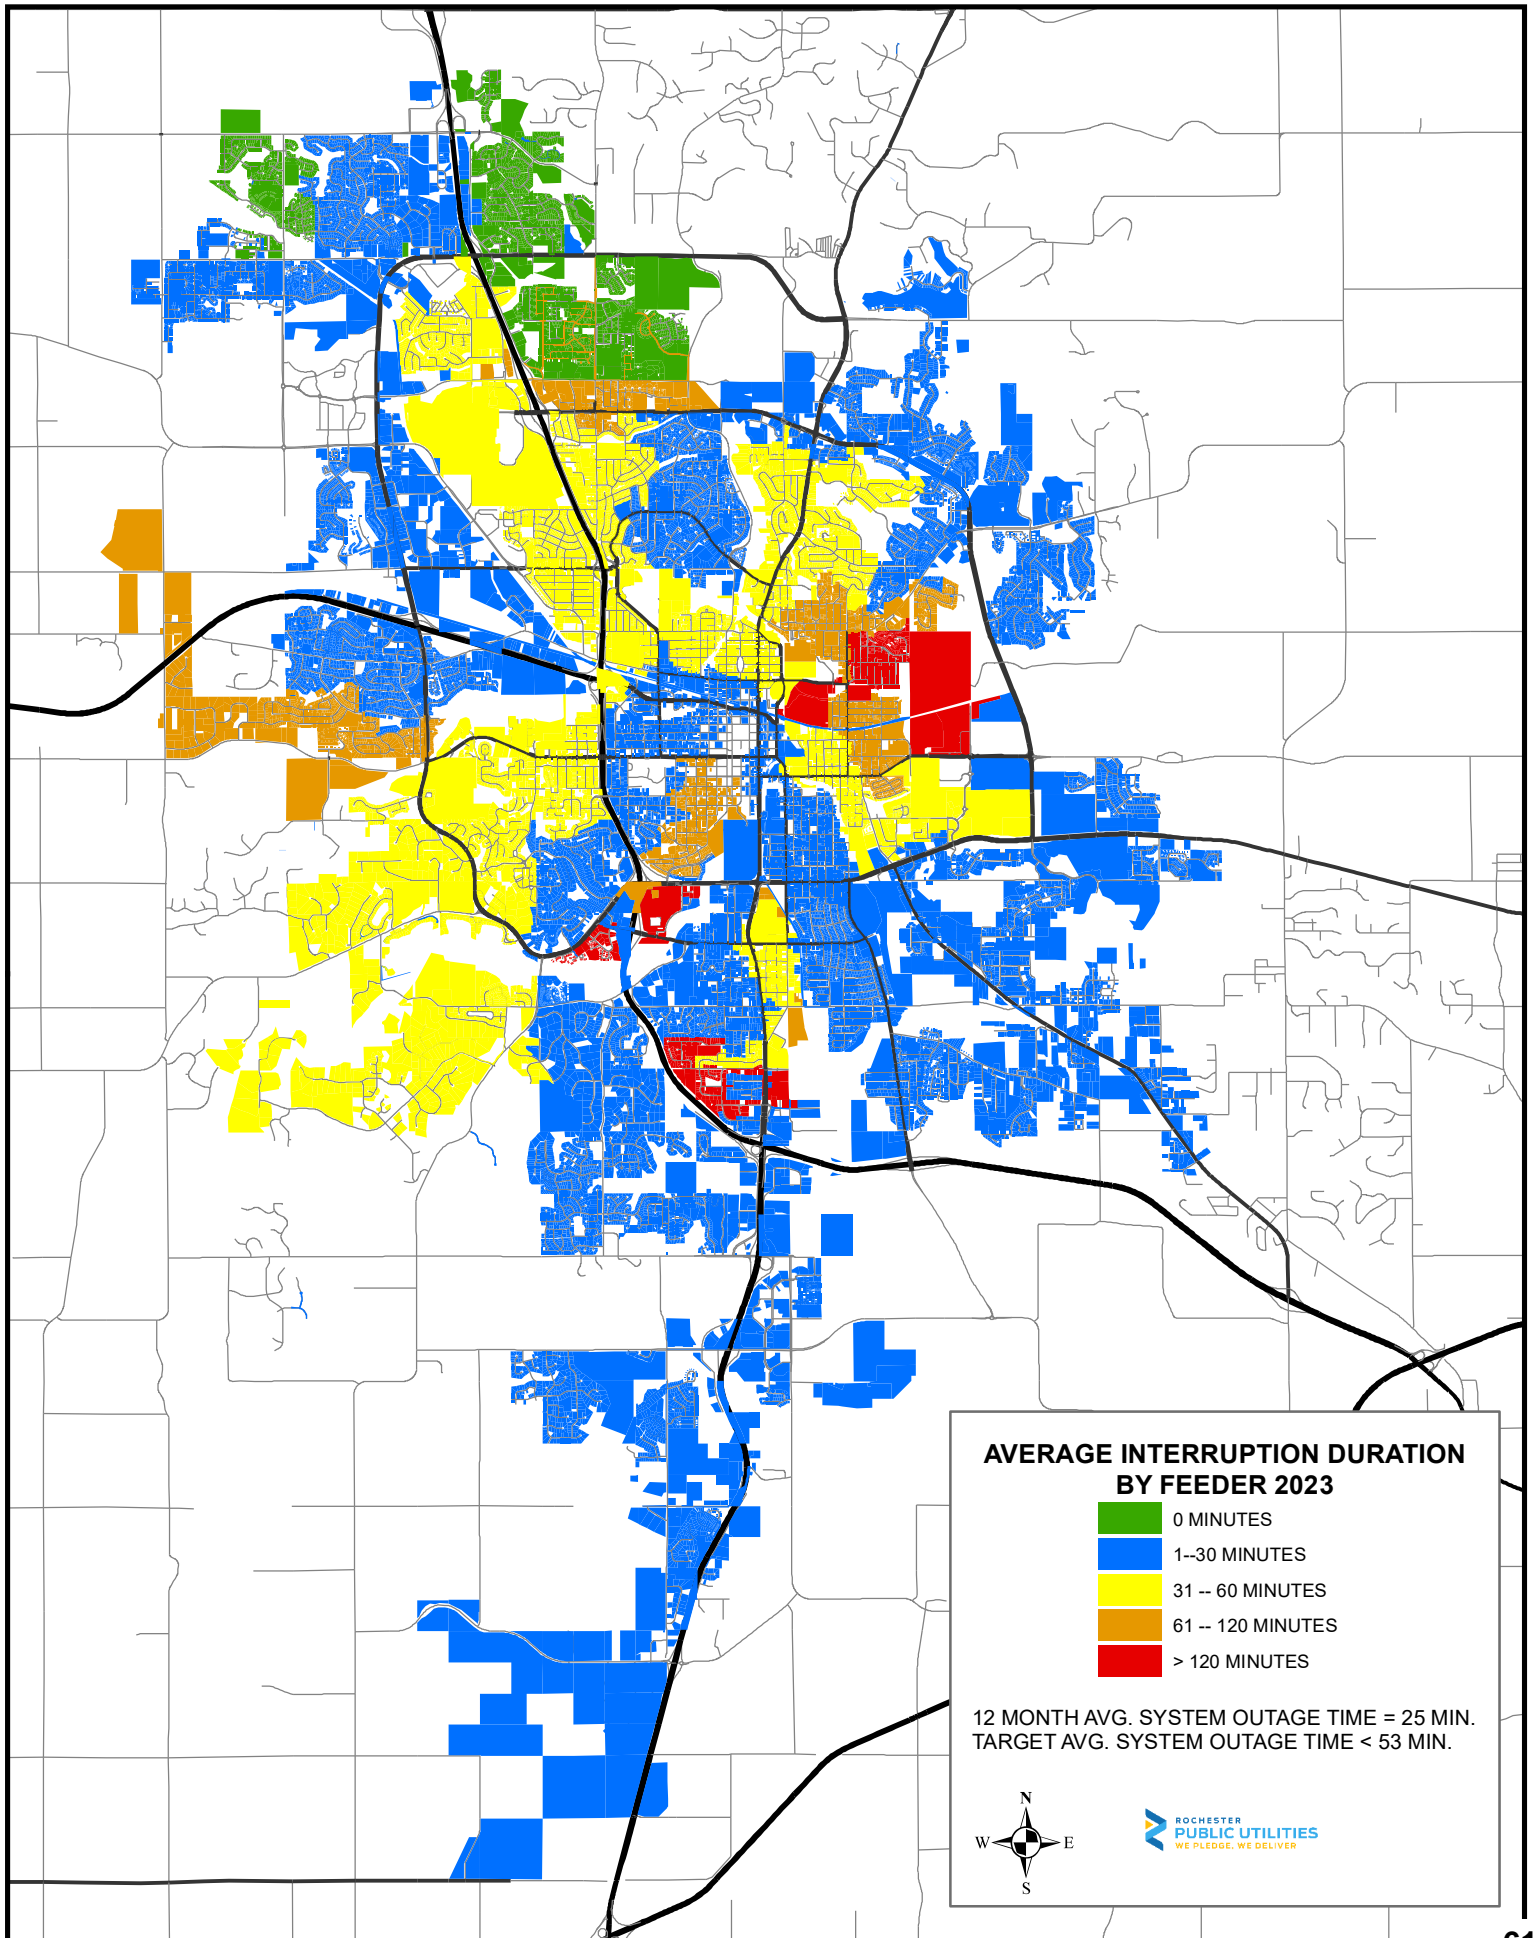 AVERAGE INTERRUPTION DURATION
BY FEEDER 2023
0 MINUTES
1--30 MINUTES
31 -- 60 MINUTES
61 -- 120 MINUTES
> 120 MINUTES
12 MONTH AVG. SYSTEM OUTAGE TIME = 25 MIN.
TARGET AVG. SYSTEM OUTAGE TIME < 53 MIN.
N
W E
S
ROCHESTER
PUBLIC UTILITIES
WE PLEDGE, WE DELIVER